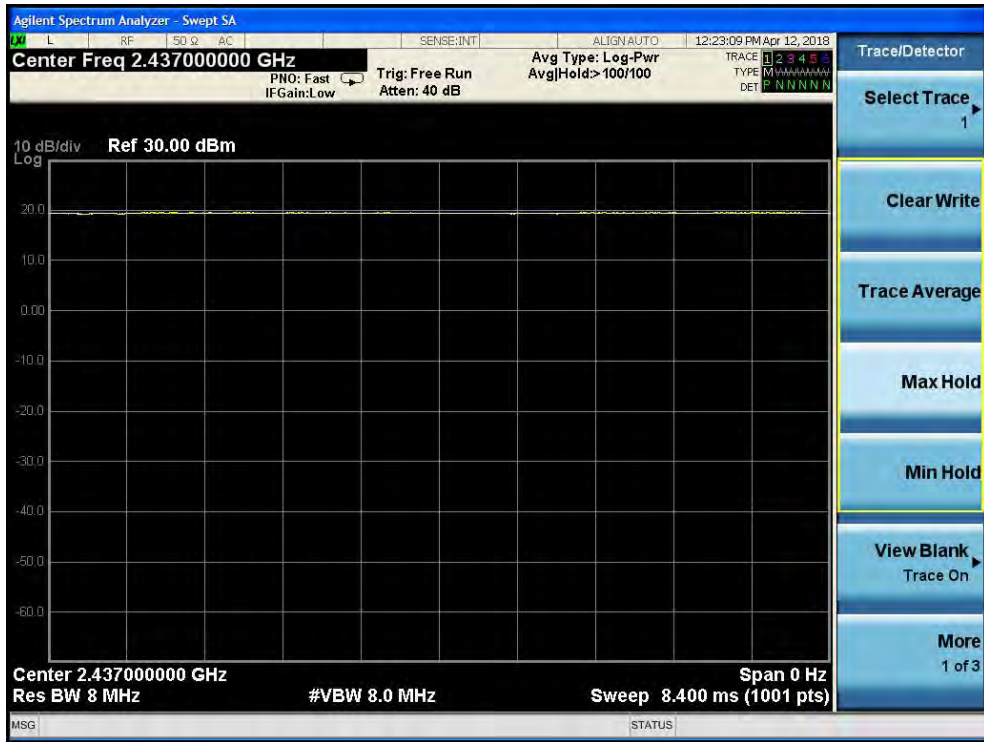 Agilent Spectrum Analyzer - Swept SA
LXI L RF 50 Ω AC SENSE:INT ALIGN AUTO 12:23:09 PM Apr 12, 2018
Center Freq 2.437000000 GHz
PNO: Fast
IFGain:Low
Trig: Free Run
Atten: 40 dB
Avg Type: Log-Pwr
Avg|Hold:> 100/100
TRACE 1 2 3 4 5 6
TYPE M
DET P N N N N N
10 dB/div
Log
Ref 30.00 dBm
20.0
10.0
0.00
-10.0
-20.0
-30.0
-40.0
-50.0
-60.0
Center 2.437000000 GHz
Res BW 8 MHz
#VBW 8.0 MHz
Span 0 Hz
Sweep 8.400 ms (1001 pts)
MSG
STATUS
Trace/Detector
Select Trace
1
Clear Write
Trace Average
Max Hold
Min Hold
View Blank
Trace On
More
1 of 3